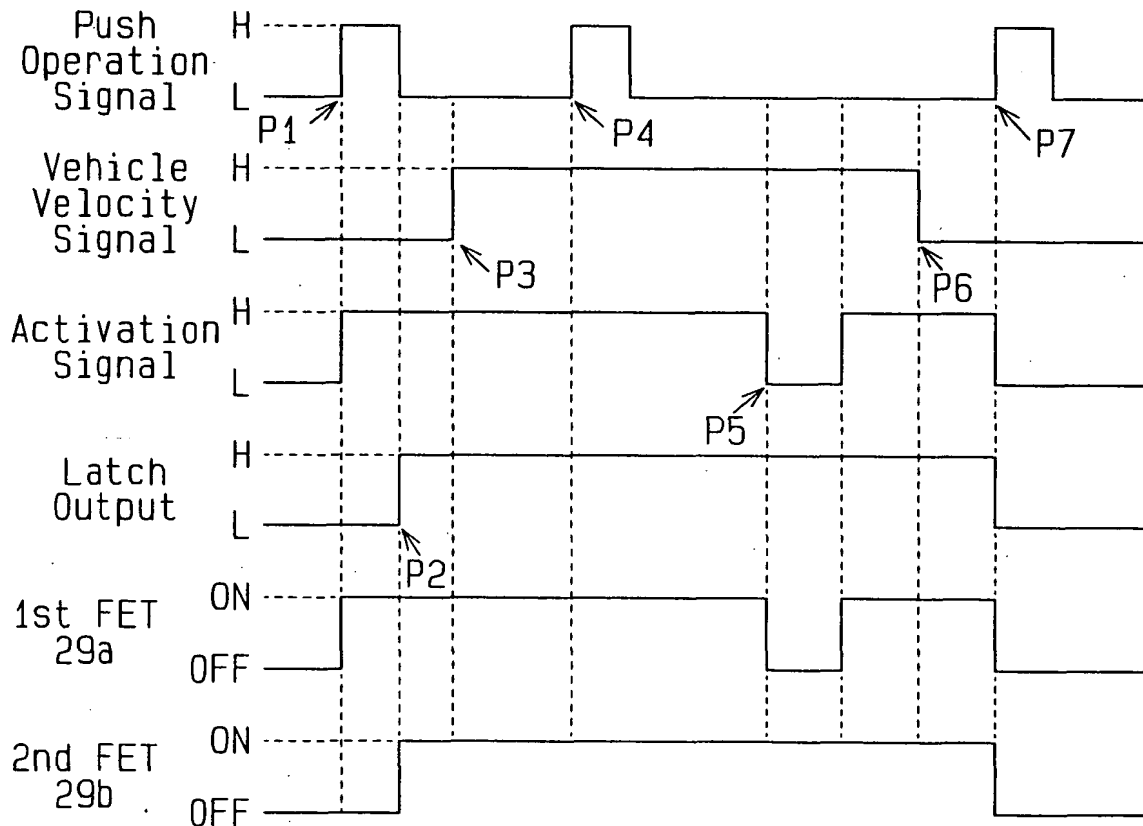 Push
Operation
Signal
H
L
P1
P4
P7
Vehicle
Velocity
Signal
H
L
P3
P6
Activation
Signal
H
L
P5
Latch
Output
H
L
P2
1st FET
29a
ON
OFF
2nd FET
29b
ON
OFF